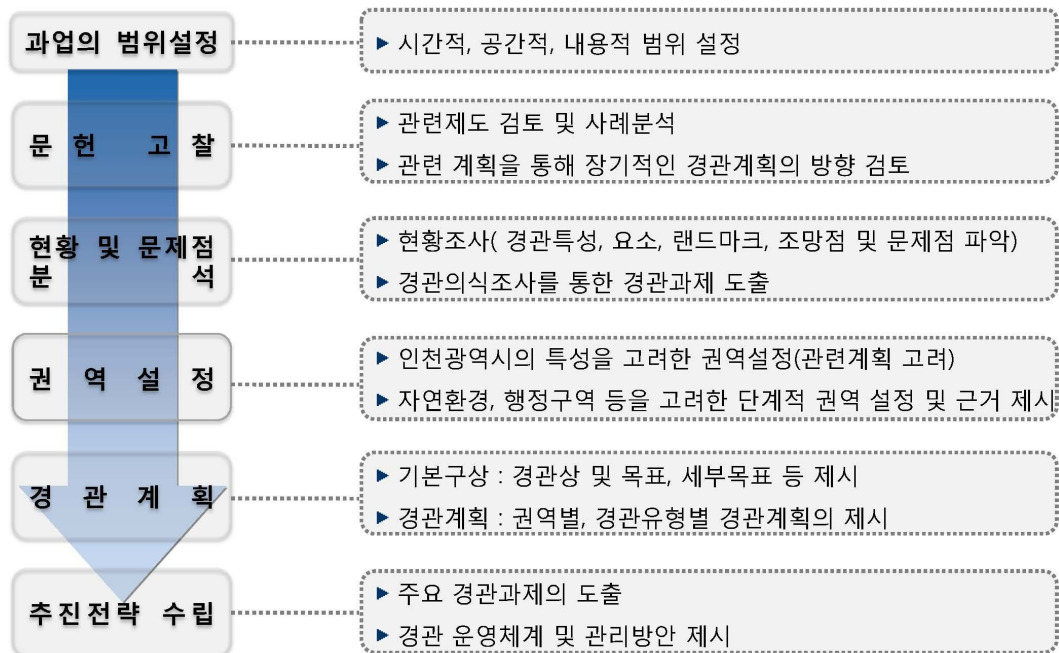 과업의 범위설정
▶ 시간적, 공간적, 내용적 범위 설정
문 헌 고 찰
▶ 관련제도 검토 및 사례분석
▶ 관련 계획을 통해 장기적인 경관계획의 방향 검토
현황 및 문제점
분 석
▶ 현황조사( 경관특성, 요소, 랜드마크, 조망점 및 문제점 파악)
▶ 경관의식조사를 통한 경관과제 도출
권 역 설 정
▶ 인천광역시의 특성을 고려한 권역설정(관련계획 고려)
▶ 자연환경, 행정구역 등을 고려한 단계적 권역 설정 및 근거 제시
경 관 계 획
▶ 기본구상 : 경관상 및 목표, 세부목표 등 제시
▶ 경관계획 : 권역별, 경관유형별 경관계획의 제시
추진전략 수립
▶ 주요 경관과제의 도출
▶ 경관 운영체계 및 관리방안 제시